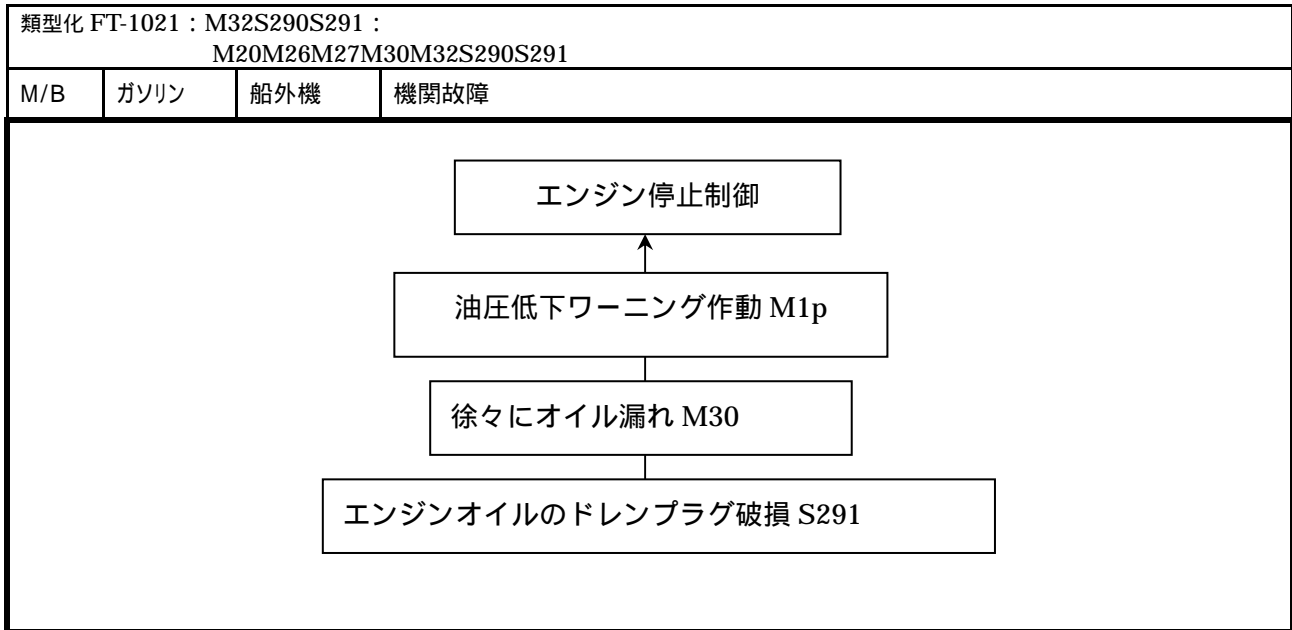 類型化 FT-1021：M32S290S291：
M20M26M27M30M32S290S291
M/B ガソリン 船外機 機関故障
エンジン停止制御
油圧低下ワーニング作動 M1p
徐々にオイル漏れ M30
エンジンオイルのドレンプラグ破損 S291